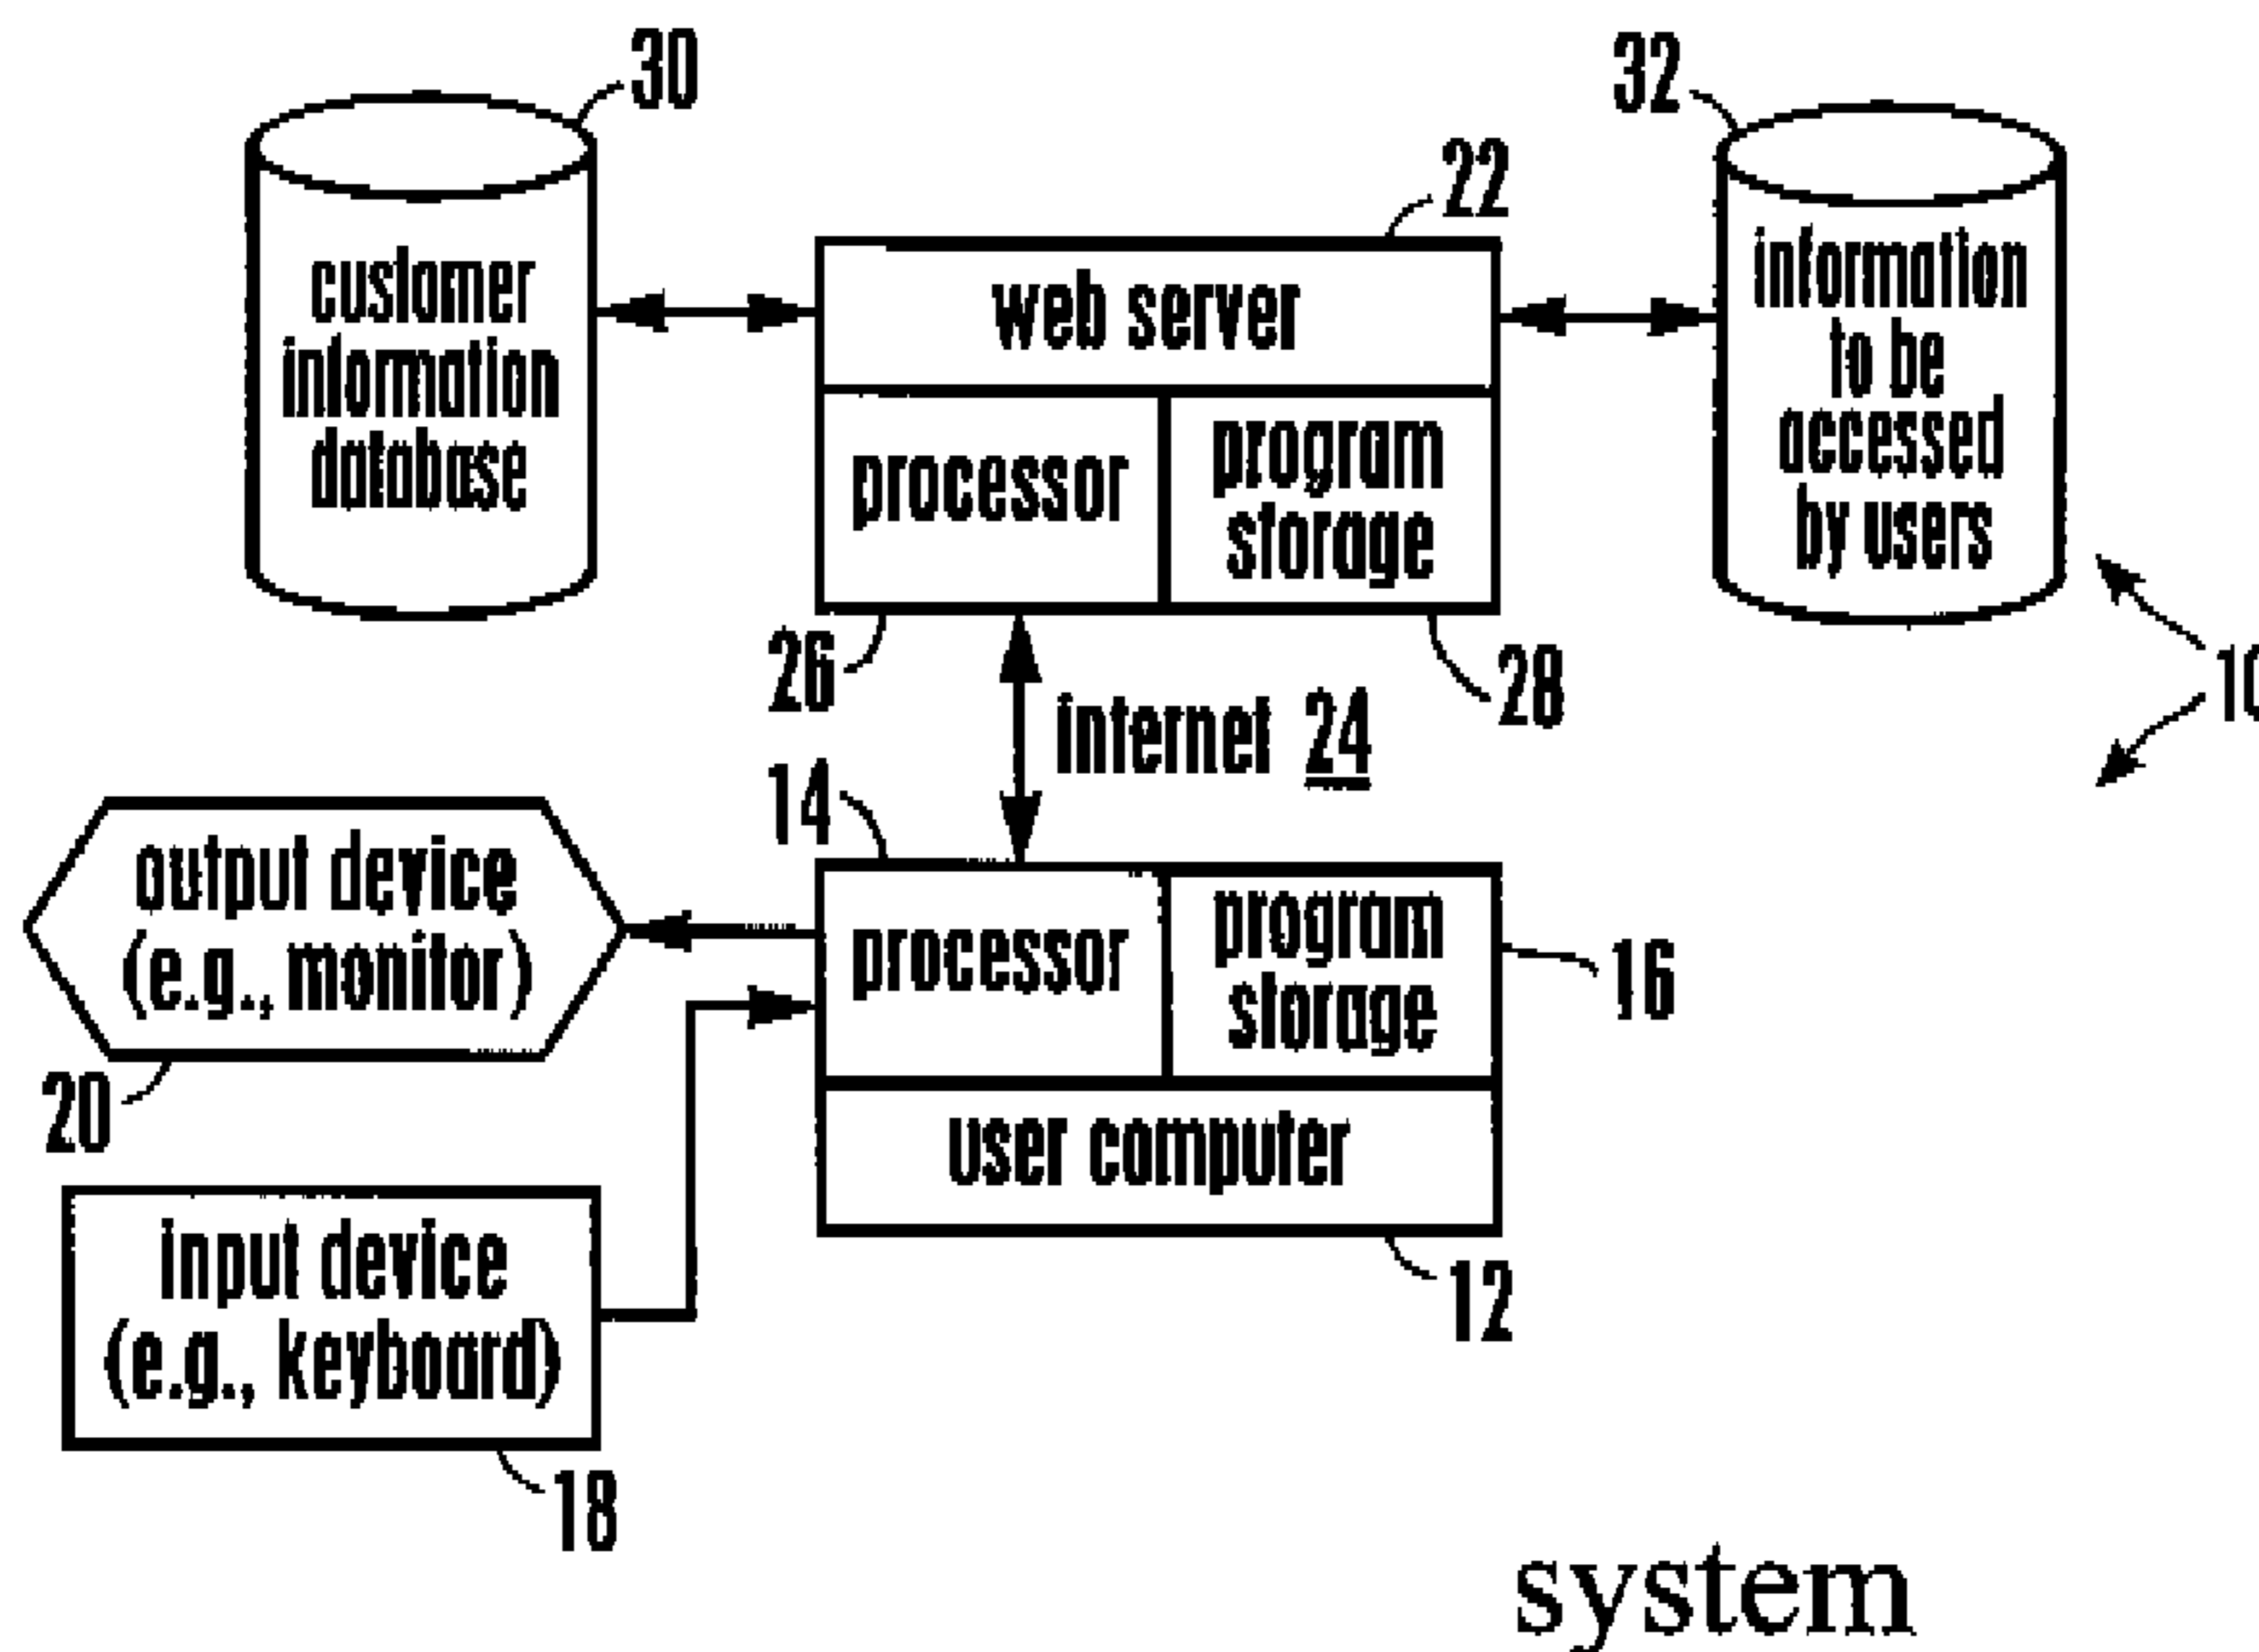 30
32
22
customer
information
database
web server
information
to be
accessed
by users
processor
program
storage
26
28
10
internet 24
14
output device
(e.g., monitor)
processor
program
storage
16
20
user computer
input device
(e.g., keyboard)
12
18
system